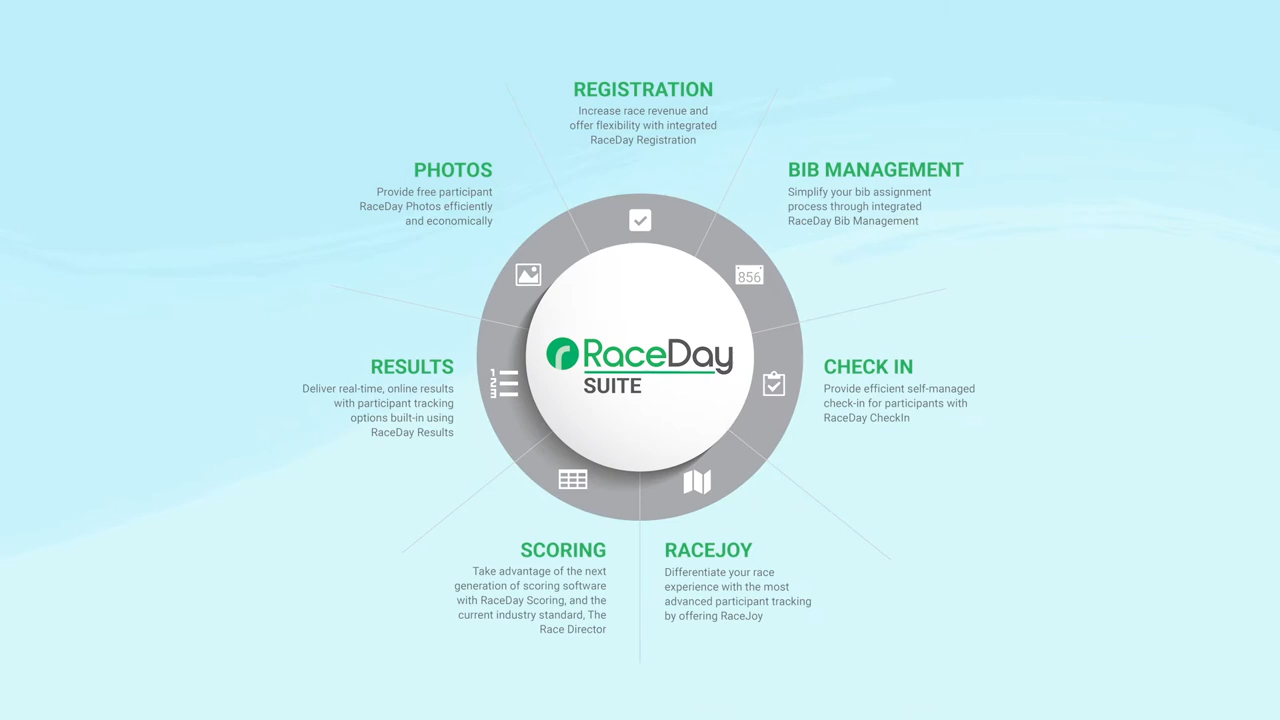 REGISTRATION
Increase race revenue and
offer flexibility with integrated
RaceDay Registration
PHOTOS
Provide free participant
RaceDay Photos efficiently
and economically
BIB MANAGEMENT
Simplify your bib assignment
process through integrated
RaceDay Bib Management
856
RaceDay
SUITE
RESULTS
Deliver real-time, online results
with participant tracking
options built-in using
RaceDay Results
1
2
3
CHECK IN
Provide efficient self-managed
check-in for participants with
RaceDay CheckIn
SCORING
Take advantage of the next
generation of scoring software
with RaceDay Scoring, and the
current industry standard, The
Race Director
RACEJOY
Differentiate your race
experience with the most
advanced participant tracking
by offering RaceJoy